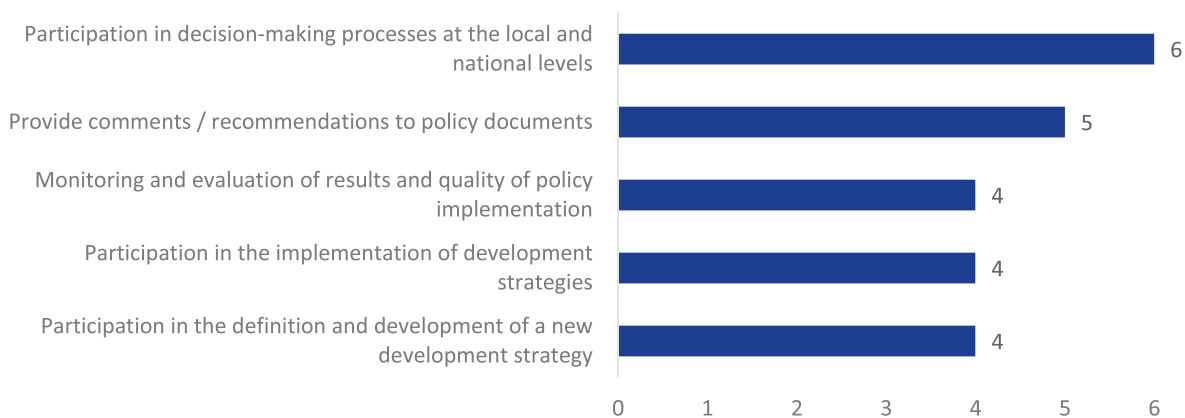 Participation in decision-making processes at the local and
national levels
6
Provide comments / recommendations to policy documents
5
Monitoring and evaluation of results and quality of policy
implementation
4
Participation in the implementation of development
strategies
4
Participation in the definition and development of a new
development strategy
4
0 1 2 3 4 5 6